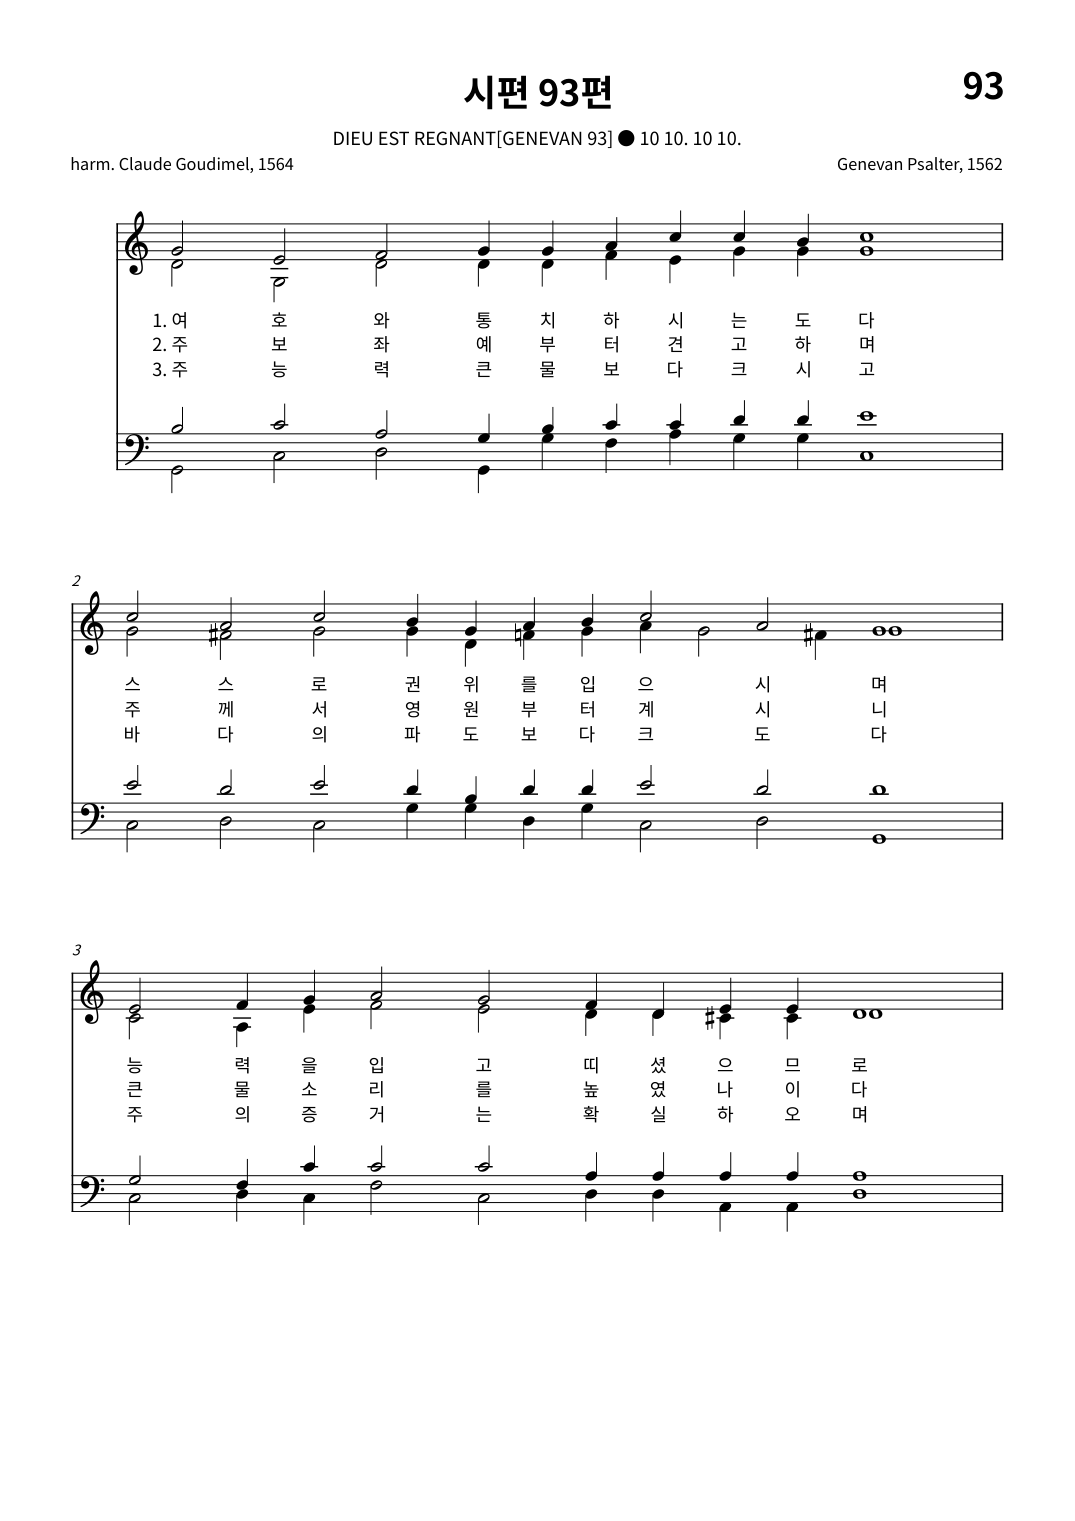 시편 93편
93
DIEU EST REGNANT[GENEVAN 93] ● 10 10. 10 10.
harm. Claude Goudimel, 1564
Genevan Psalter, 1562
1. 여 호 와 통 치 하 시 는 도 다
2. 주 보 좌 예 부 터 견 고 하 며
3. 주 능 력 큰 물 보 다 크 시 고
2
스 스 로 권 위 를 입 으 시 며
주 께 서 영 원 부 터 계 시 니
바 다 의 파 도 보 다 크 도 다
3
능 력 을 입 고 띠 셨 으 므 로
큰 물 소 리 를 높 였 나 이 다
주 의 증 거 는 확 실 하 오 며